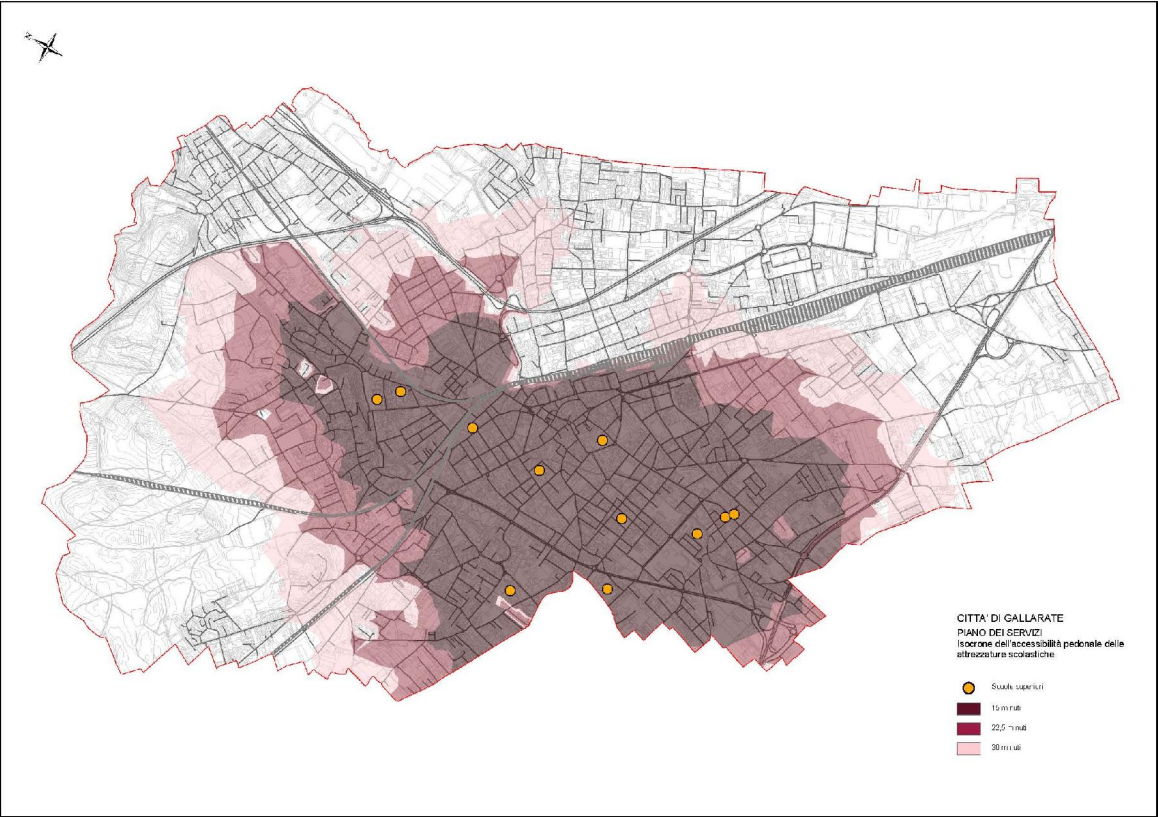 CITTA' DI GALLARATE
PIANO DEI SERVIZI
Isocrone dell'accessibilità pedonale delle
attrezzature scolastiche
Scuole superiori
15 minuti
22,5 minuti
30 minuti